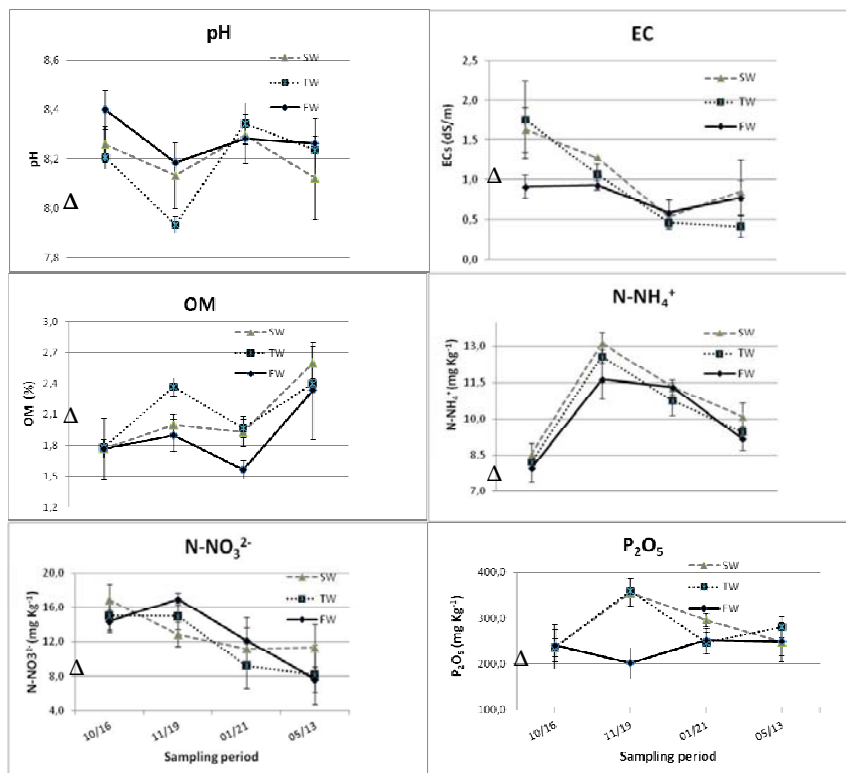 pH
8,6
8,4
8,2
8,0
7,8
pH
Δ
SW
TW
FW
EC
2,5
2,0
1,5
1,0
0,5
0,0
ECs (dS/m)
Δ
SW
TW
FW
OM
3,0
2,7
2,4
2,1
1,8
1,5
1,2
OM (%)
Δ
SW
TW
FW
N-NH₄⁺
13,0
11,5
10,0
8,5
7,0
N-NH₄⁺(mg Kg⁻¹)
Δ
SW
TW
FW
N-NO₃²⁻
20,0
16,0
12,0
8,0
4,0
N-NO3²⁻(mg Kg⁻¹)
Δ
SW
TW
FW
10/16 11/19 01/21 05/13
Sampling period
P₂O₅
400,0
300,0
200,0
100,0
P₂O₅ (mg Kg⁻¹)
Δ
SW
TW
FW
10/16 11/19 01/21 05/13
Sampling period